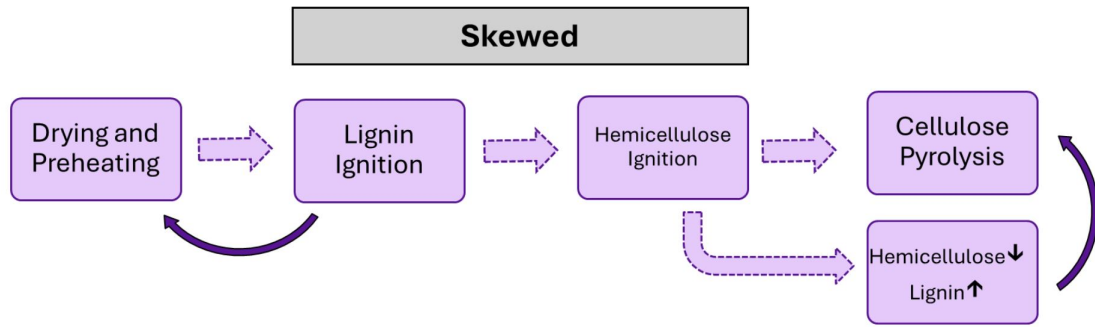 Skewed
Drying and
Preheating
Lignin
Ignition
Hemicellulose
Ignition
Cellulose
Pyrolysis
Hemicellulose↓
Lignin↑